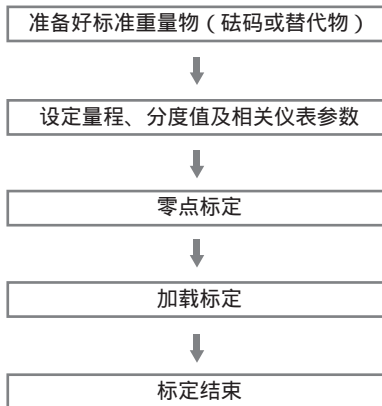 准备好标准重量物（砝码或替代物）
设定量程、分度值及相关仪表参数
零点标定
加载标定
标定结束